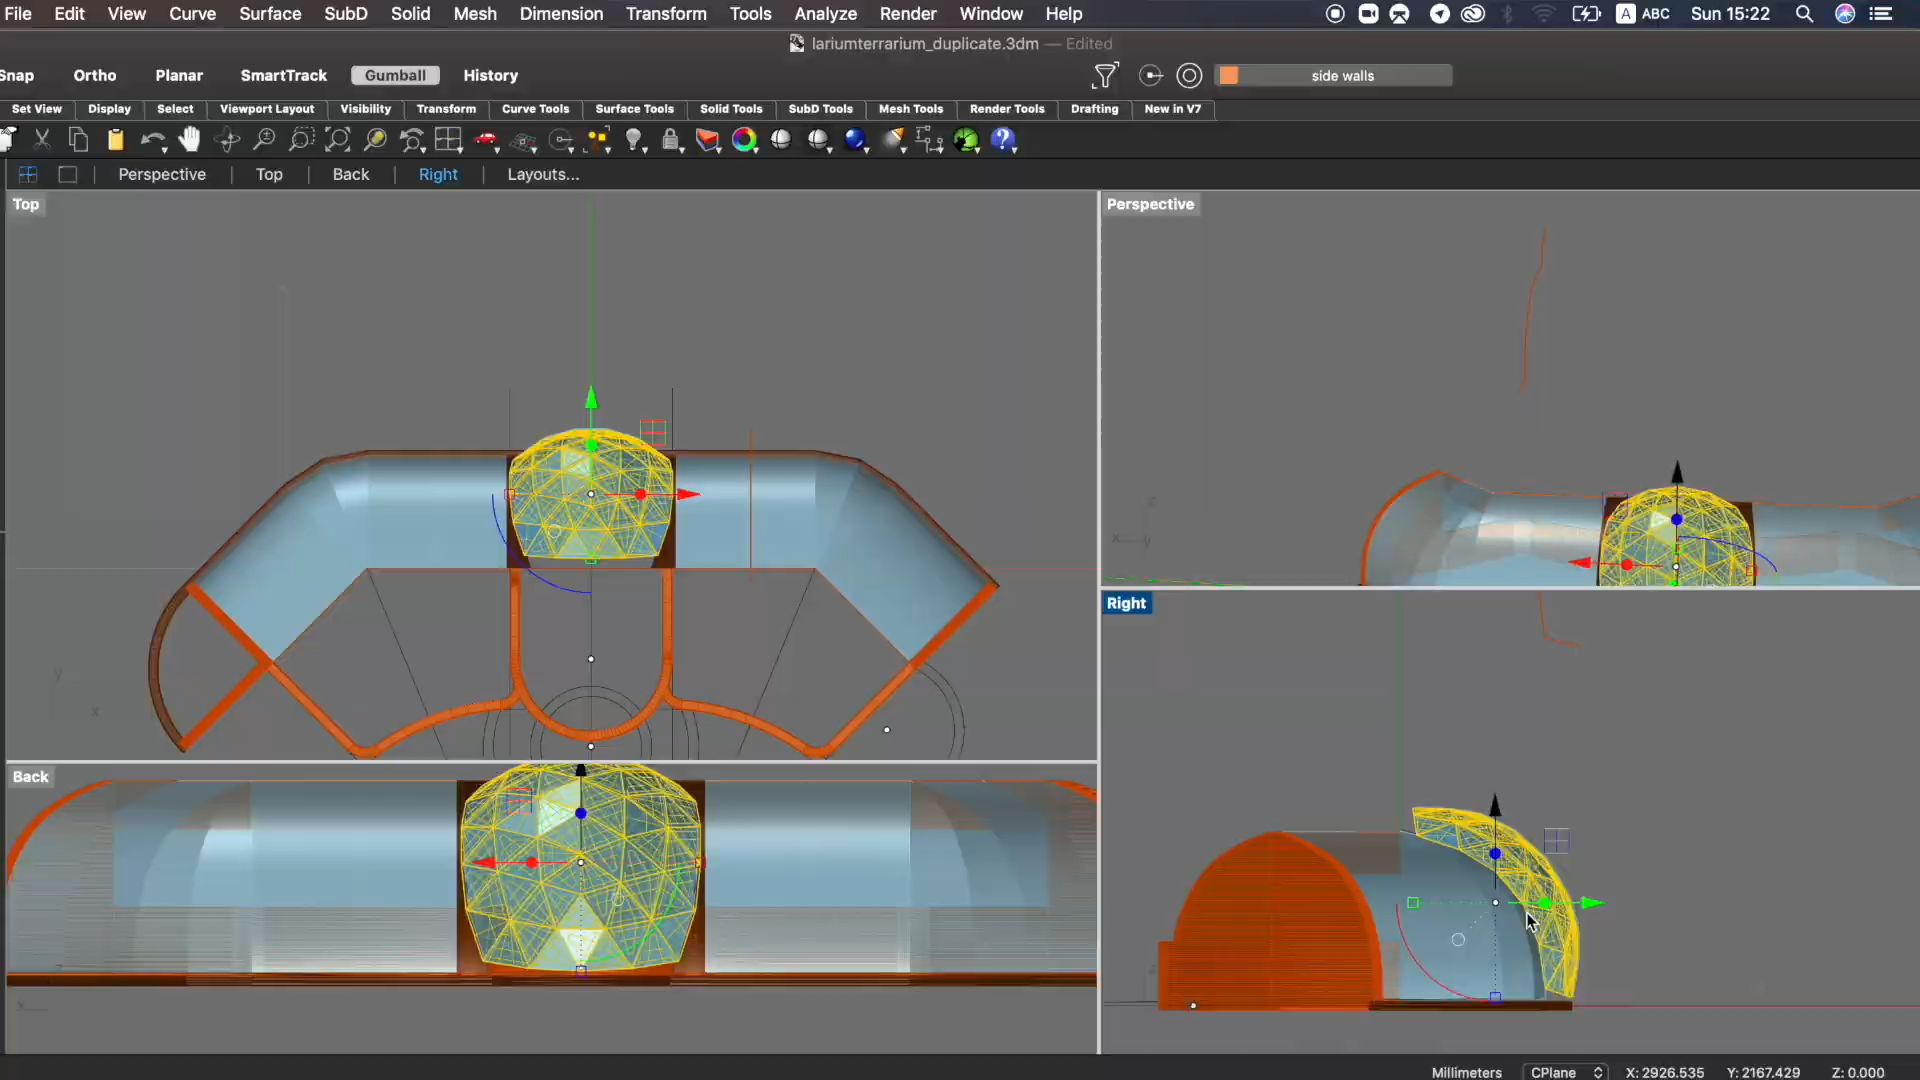 File Edit View Curve Surface SubD Solid Mesh Dimension Transform Tools Analyze Render Window Help A ABC Sun 15:22
lariumterrarium_duplicate.3dm — Edited
Snap Ortho Planar SmartTrack Gumball History side walls
Set View Display Select Viewport Layout Visibility Transform Curve Tools Surface Tools Solid Tools SubD Tools Mesh Tools Render Tools Drafting New in V7
Perspective Top Back Right Layouts...
Top
Perspective
z
x y
Right
y
x
Back
z
x
Millimeters CPlane X: 2926.535 Y: 2167.429 Z: 0.000